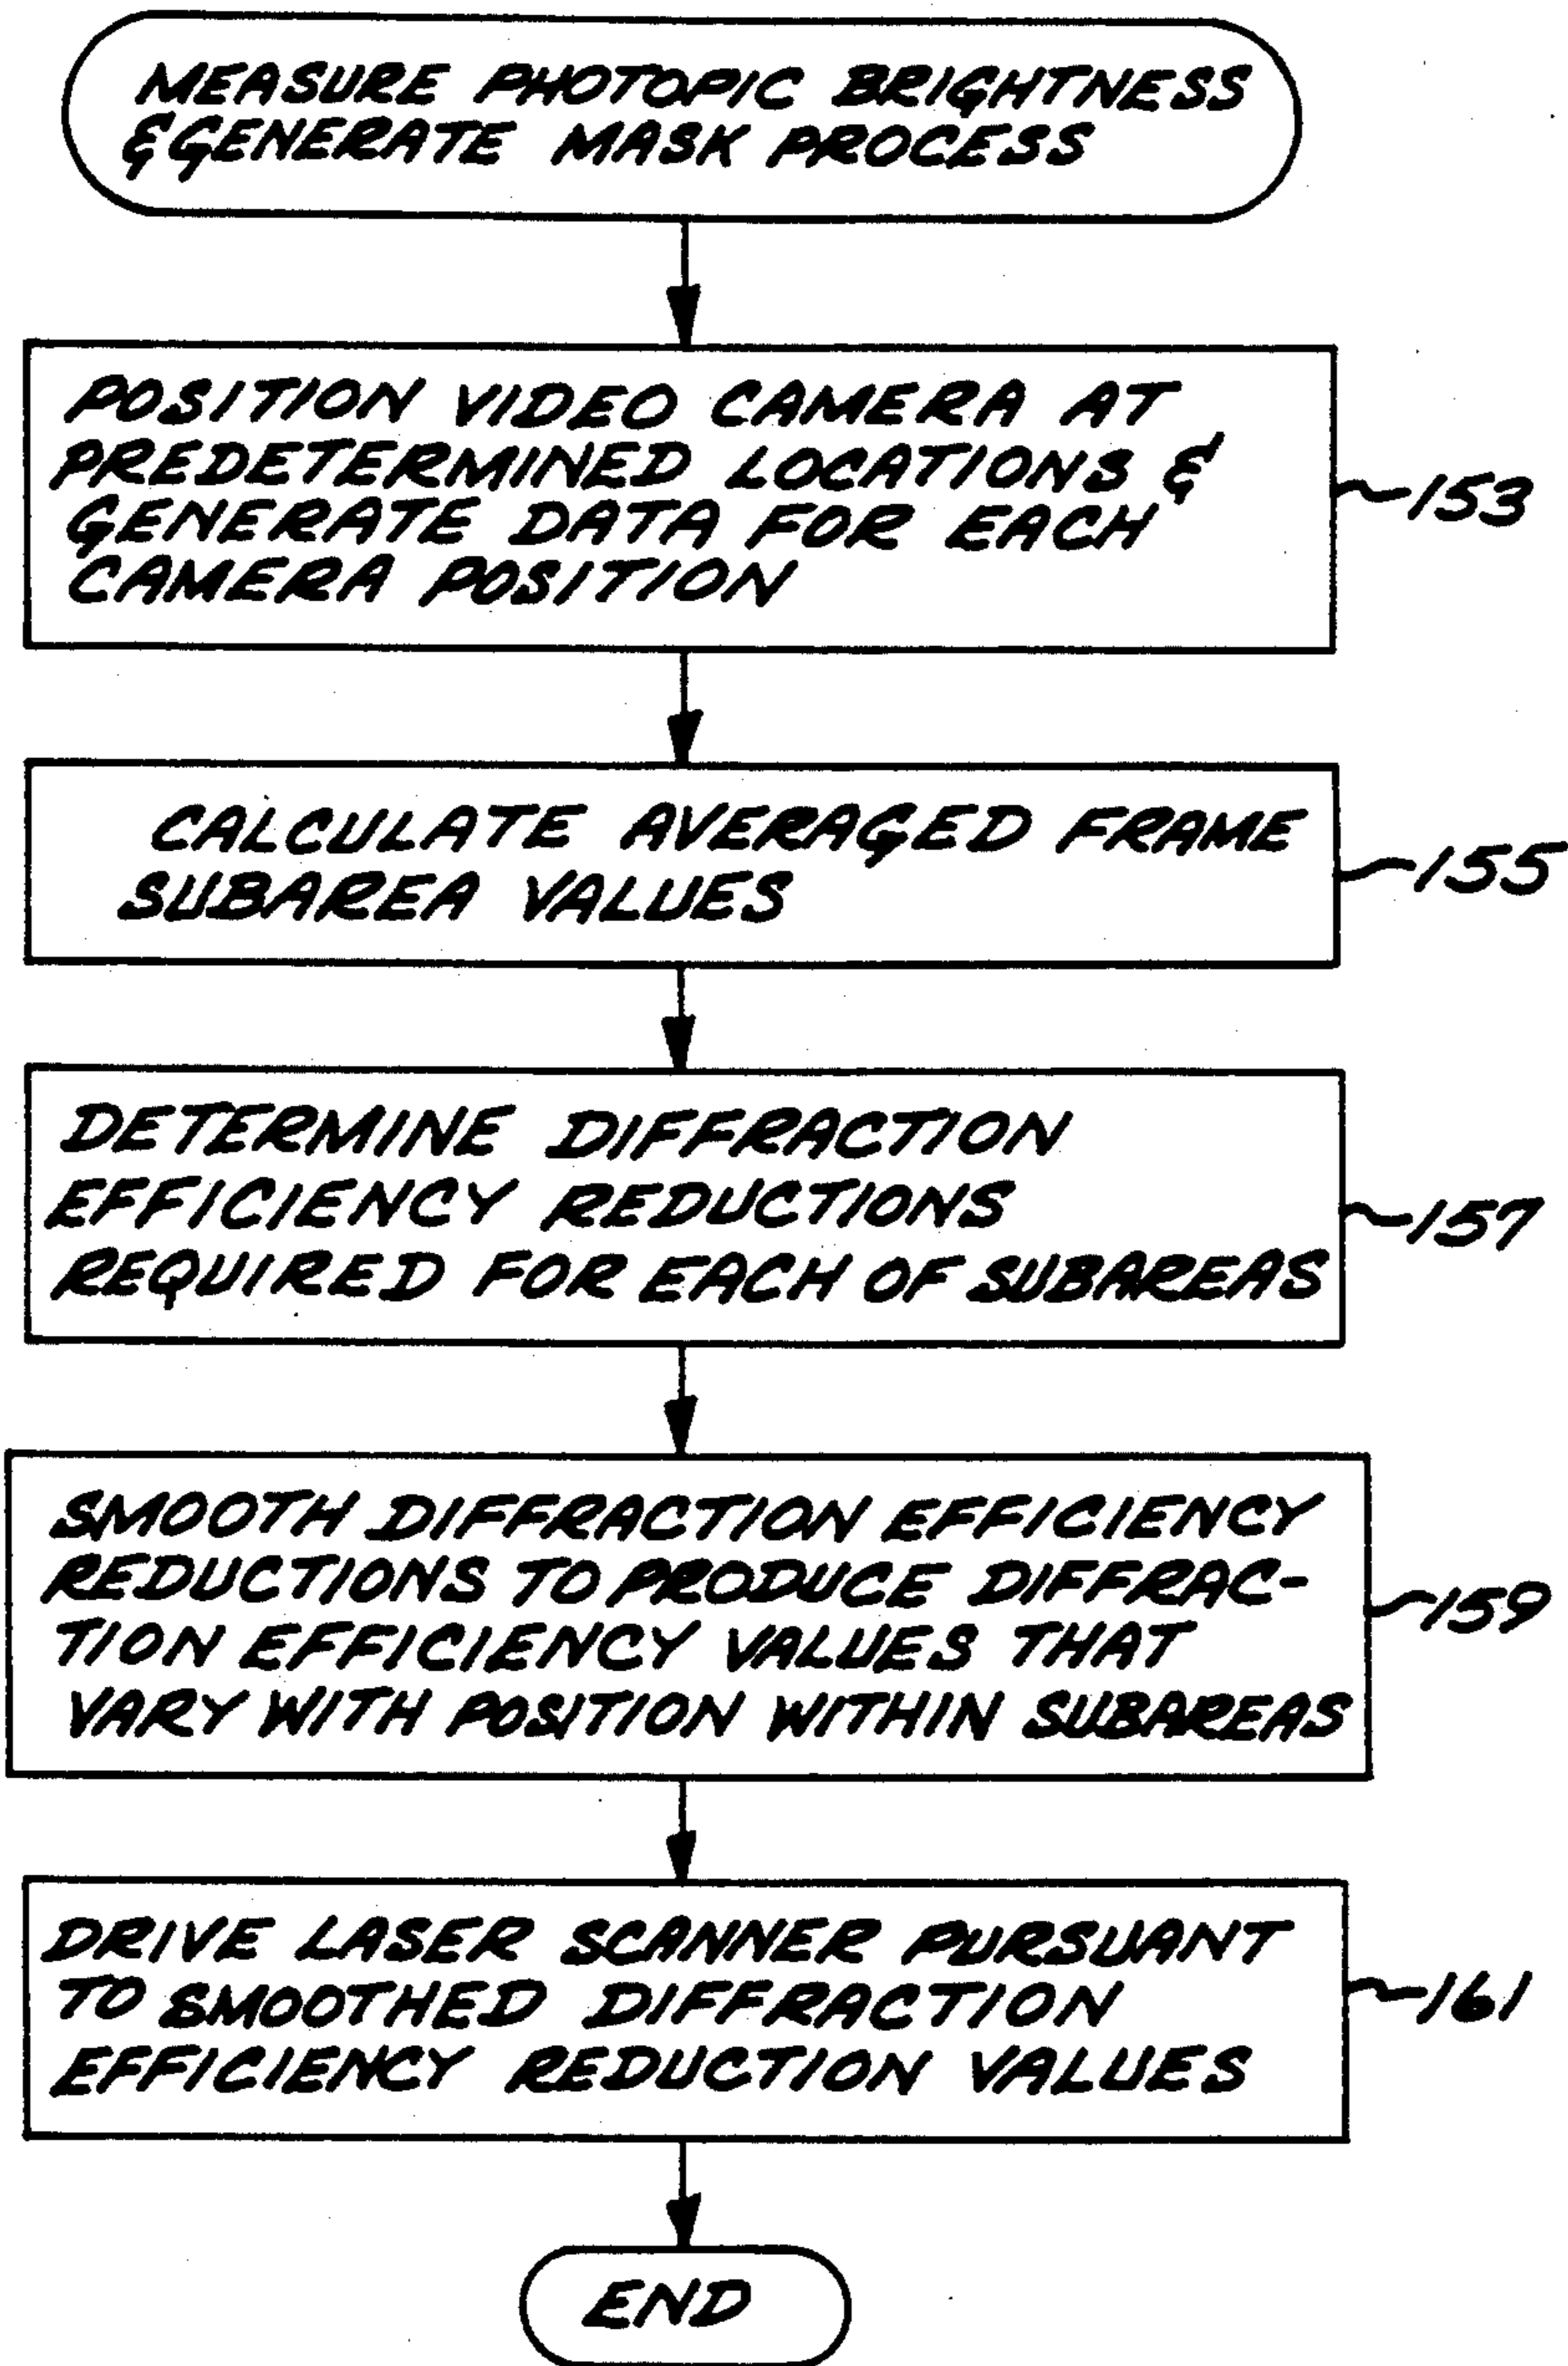 MEASURE PHOTOPIC BRIGHTNESS
& GENERATE MASK PROCESS
POSITION VIDEO CAMERA AT
PREDETERMINED LOCATIONS &
GENERATE DATA FOR EACH
CAMERA POSITION
153
CALCULATE AVERAGED FRAME
SUBAREA VALUES
155
DETERMINE DIFFRACTION
EFFICIENCY REDUCTIONS
REQUIRED FOR EACH OF SUBAREAS
157
SMOOTH DIFFRACTION EFFICIENCY
REDUCTIONS TO PRODUCE DIFFRAC-
TION EFFICIENCY VALUES THAT
VARY WITH POSITION WITHIN SUBAREAS
159
DRIVE LASER SCANNER PURSUANT
TO SMOOTHED DIFFRACTION
EFFICIENCY REDUCTION VALUES
161
END